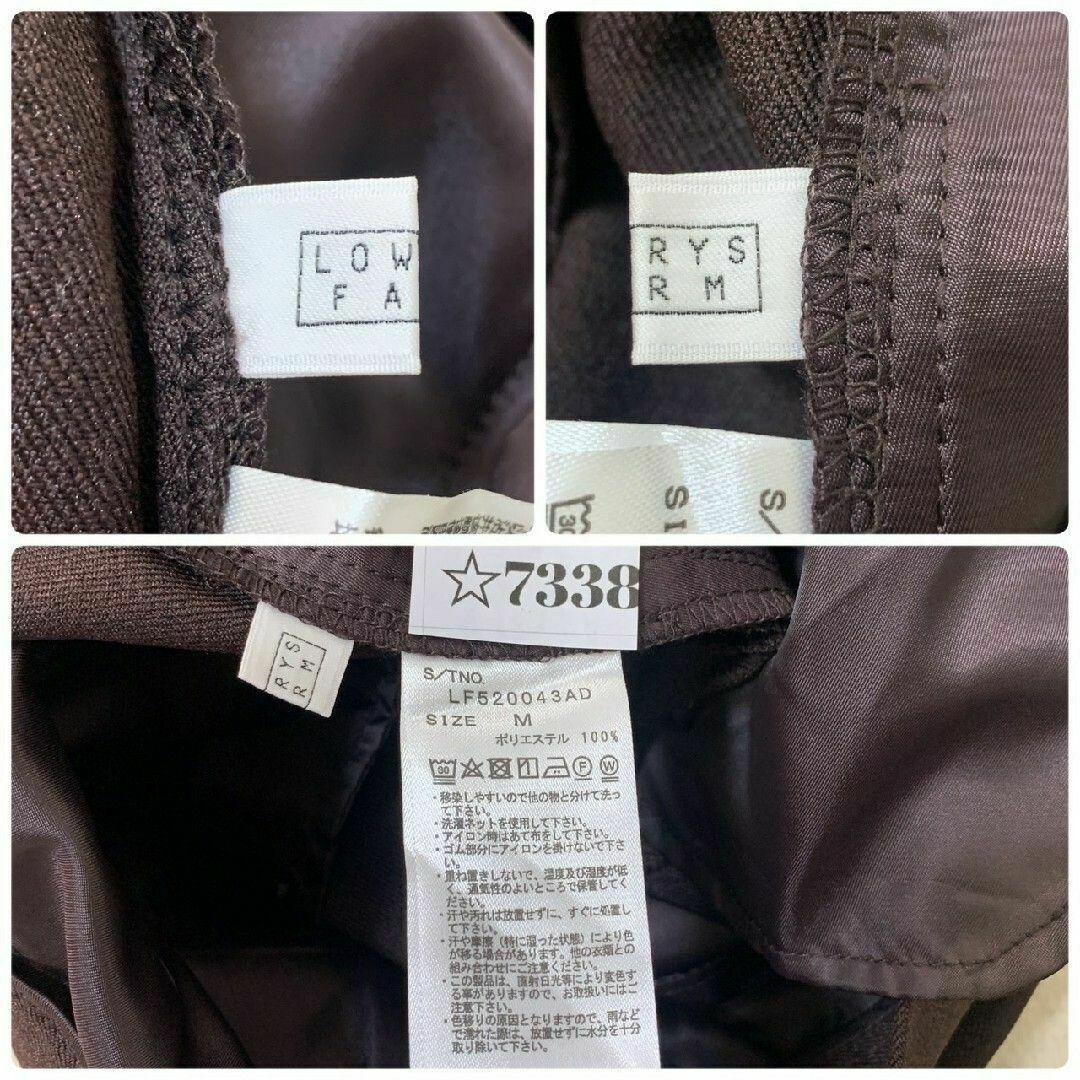 LOW
FA
RYS
RM
30
SI
S/
☆7338
RYS
RM
S/TNO
LF520043AD
SIZE M
ポリエステル 100%
30
F W
・移染しやすいので他の物と分けて洗っ
て下さい。
・洗濯ネットを使用して下さい。
・アイロン時はあて布をして下さい。
・ゴム部分にアイロンを掛けないで下さ
い。
・重ね置きしないで、温度及び湿度が低
く、通気性のよいところで保管してく
ださい。
・汗や汚れは放置せずに、すぐに処置し
て下さい。
・汗や摩擦（特に湿った状態）により色
が移る場合があります。他の衣類との
組み合わせにご注意ください。
・この製品は、直射日光等により変色す
る事がありますので、お取扱いにはご
注意下さい。
・色移りの原因となりますので、雨など
で濡れた際は、放置せずに水分を十分
取り除いて下さい。